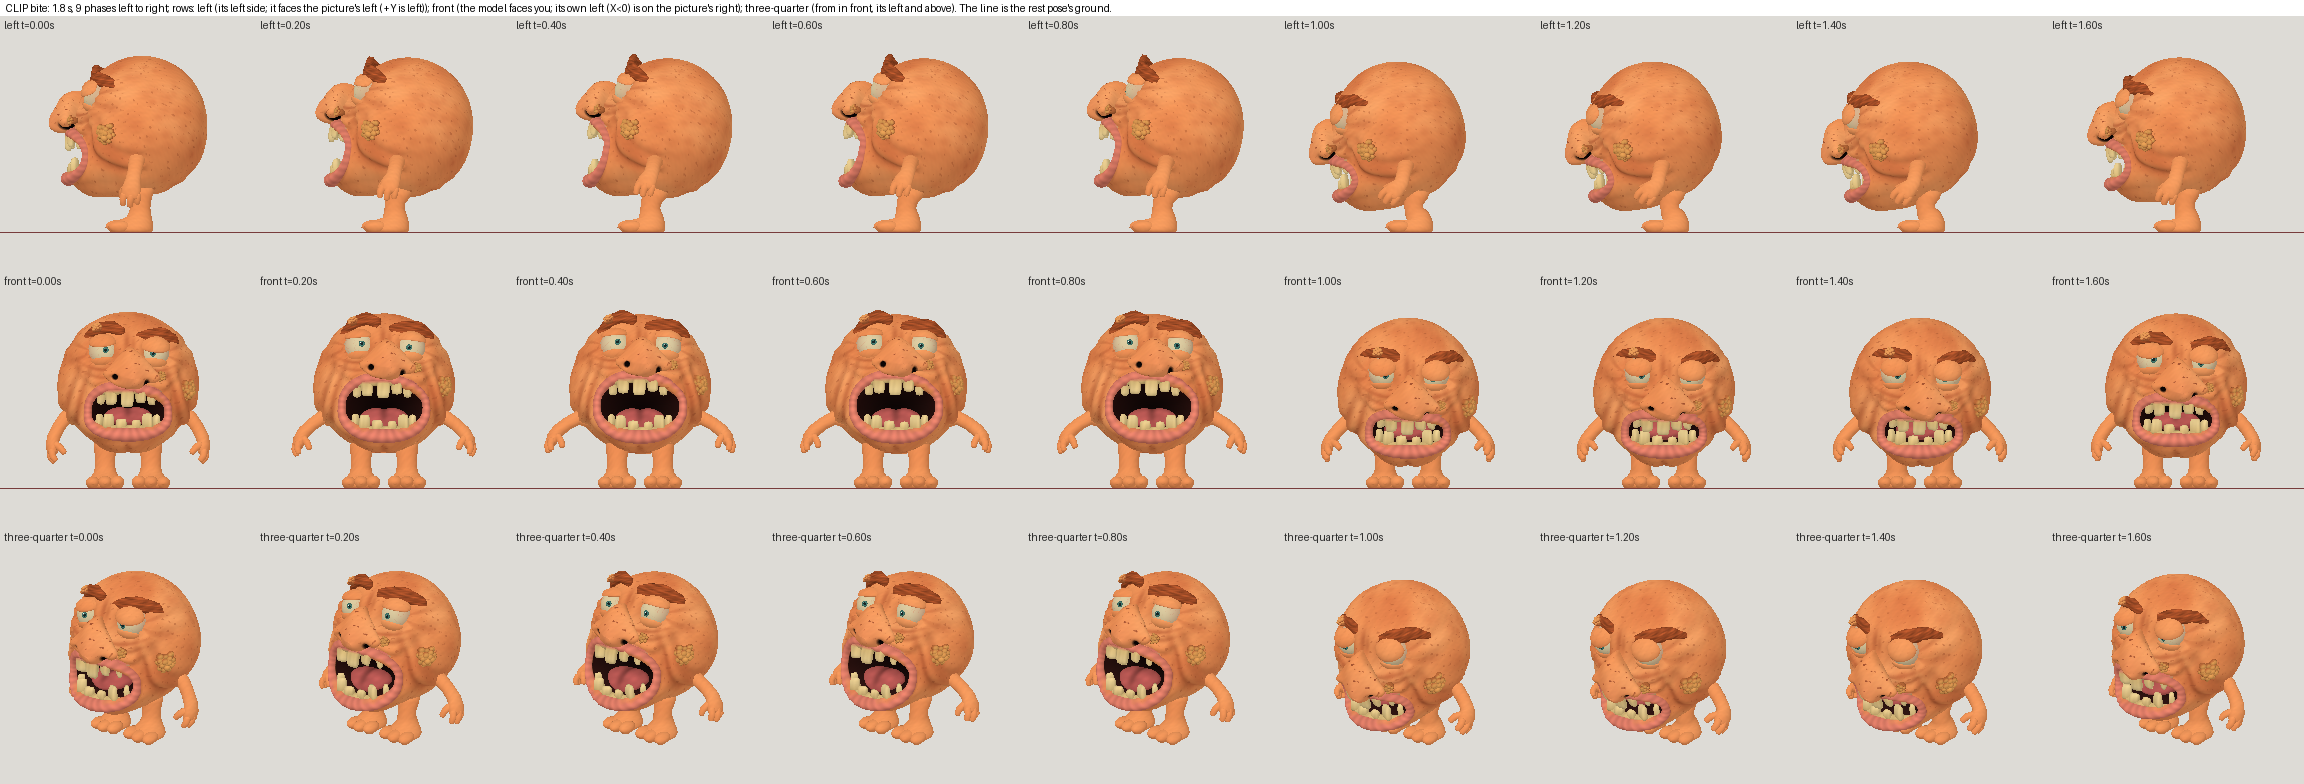 CLIP bite: 1.8 s, 9 phases left to right; rows: left (its left side; it faces the picture's left (+Y is left)); front (the model faces you; its own left (X<0) is on the picture's right); three-quarter (from in front, its left and above). The line is the rest pose's ground.
left t=0.00s
left t=0.20s
left t=0.40s
left t=0.60s
left t=0.80s
left t=1.00s
left t=1.20s
left t=1.40s
left t=1.60s
front t=0.00s
front t=0.20s
front t=0.40s
front t=0.60s
front t=0.80s
front t=1.00s
front t=1.20s
front t=1.40s
front t=1.60s
three-quarter t=0.00s
three-quarter t=0.20s
three-quarter t=0.40s
three-quarter t=0.60s
three-quarter t=0.80s
three-quarter t=1.00s
three-quarter t=1.20s
three-quarter t=1.40s
three-quarter t=1.60s